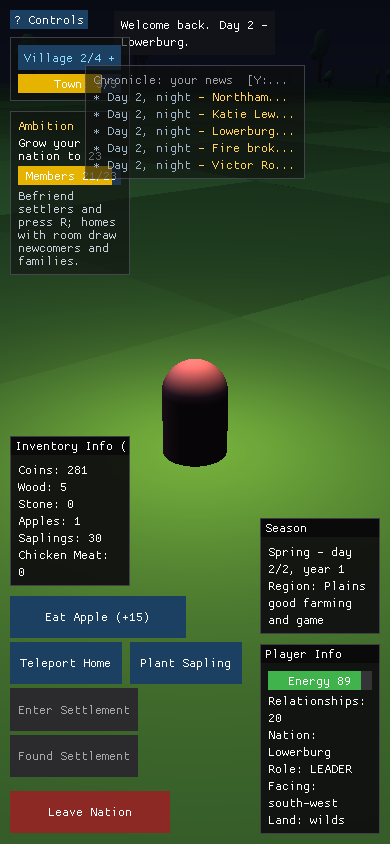 ? Controls
Welcome back. Day 2 –
Lowerburg.
Village 2/4 +
Town
Chronicle: your news [Y:...
* Day 2, night – Northham...
* Day 2, night – Katie Lew...
* Day 2, night – Lowerburg...
* Day 2, night – Fire brok...
* Day 2, night – Victor Ro...
Ambition
Grow your
nation to 23
Members 21/23
Befriend
settlers and
press R; homes
with room draw
newcomers and
families.
Inventory Info (
Coins: 281
Wood: 5
Stone: 0
Apples: 1
Saplings: 30
Chicken Meat:
0
Eat Apple (+15)
Teleport Home
Plant Sapling
Enter Settlement
Found Settlement
Leave Nation
Season
Spring – day
2/2, year 1
Region: Plains
good farming
and game
Player Info
Energy 89
Relationships:
20
Nation:
Lowerburg
Role: LEADER
Facing:
south-west
Land: wilds